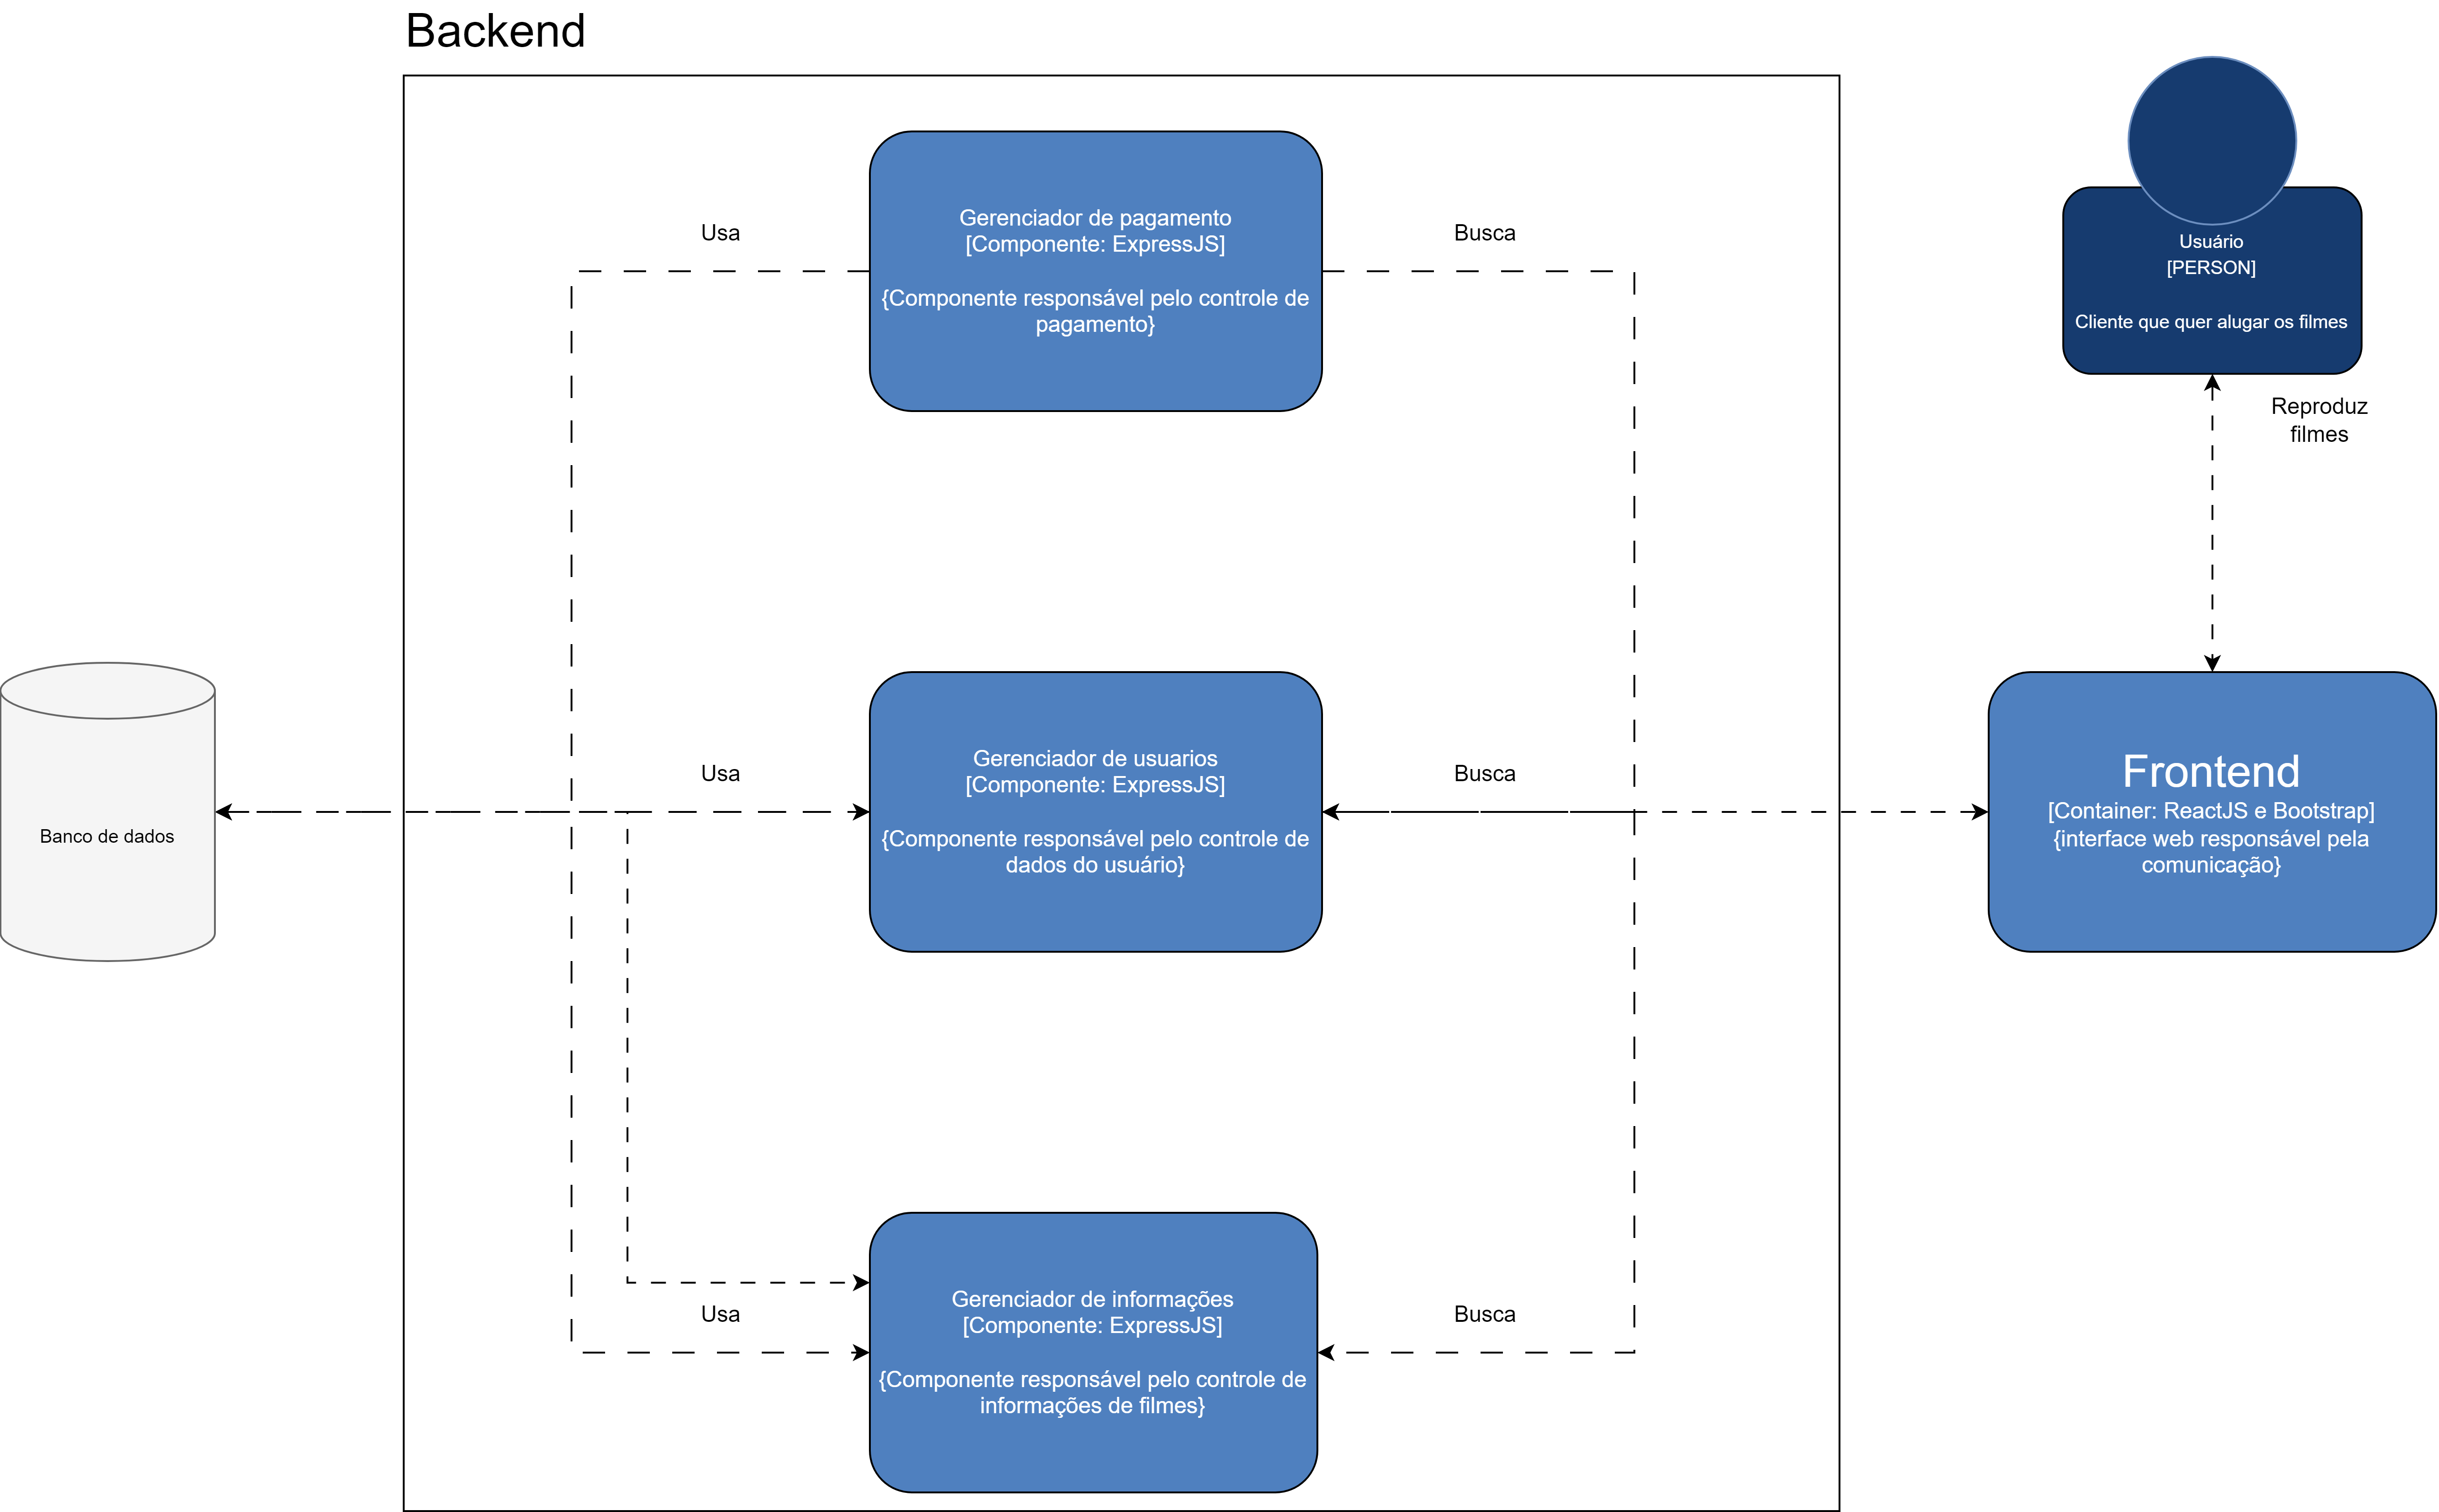 Backend
Usa
Gerenciador de pagamento
[Componente: ExpressJS]
{Componente responsável pelo controle de
pagamento}
Busca
Usuário
[PERSON]
Cliente que quer alugar os filmes
Reproduz
filmes
Banco de dados
Usa
Gerenciador de usuarios
[Componente: ExpressJS]
{Componente responsável pelo controle de
dados do usuário}
Busca
Frontend
[Container: ReactJS e Bootstrap]
{interface web responsável pela
comunicação}
Usa
Gerenciador de informações
[Componente: ExpressJS]
{Componente responsável pelo controle de
informações de filmes}
Busca